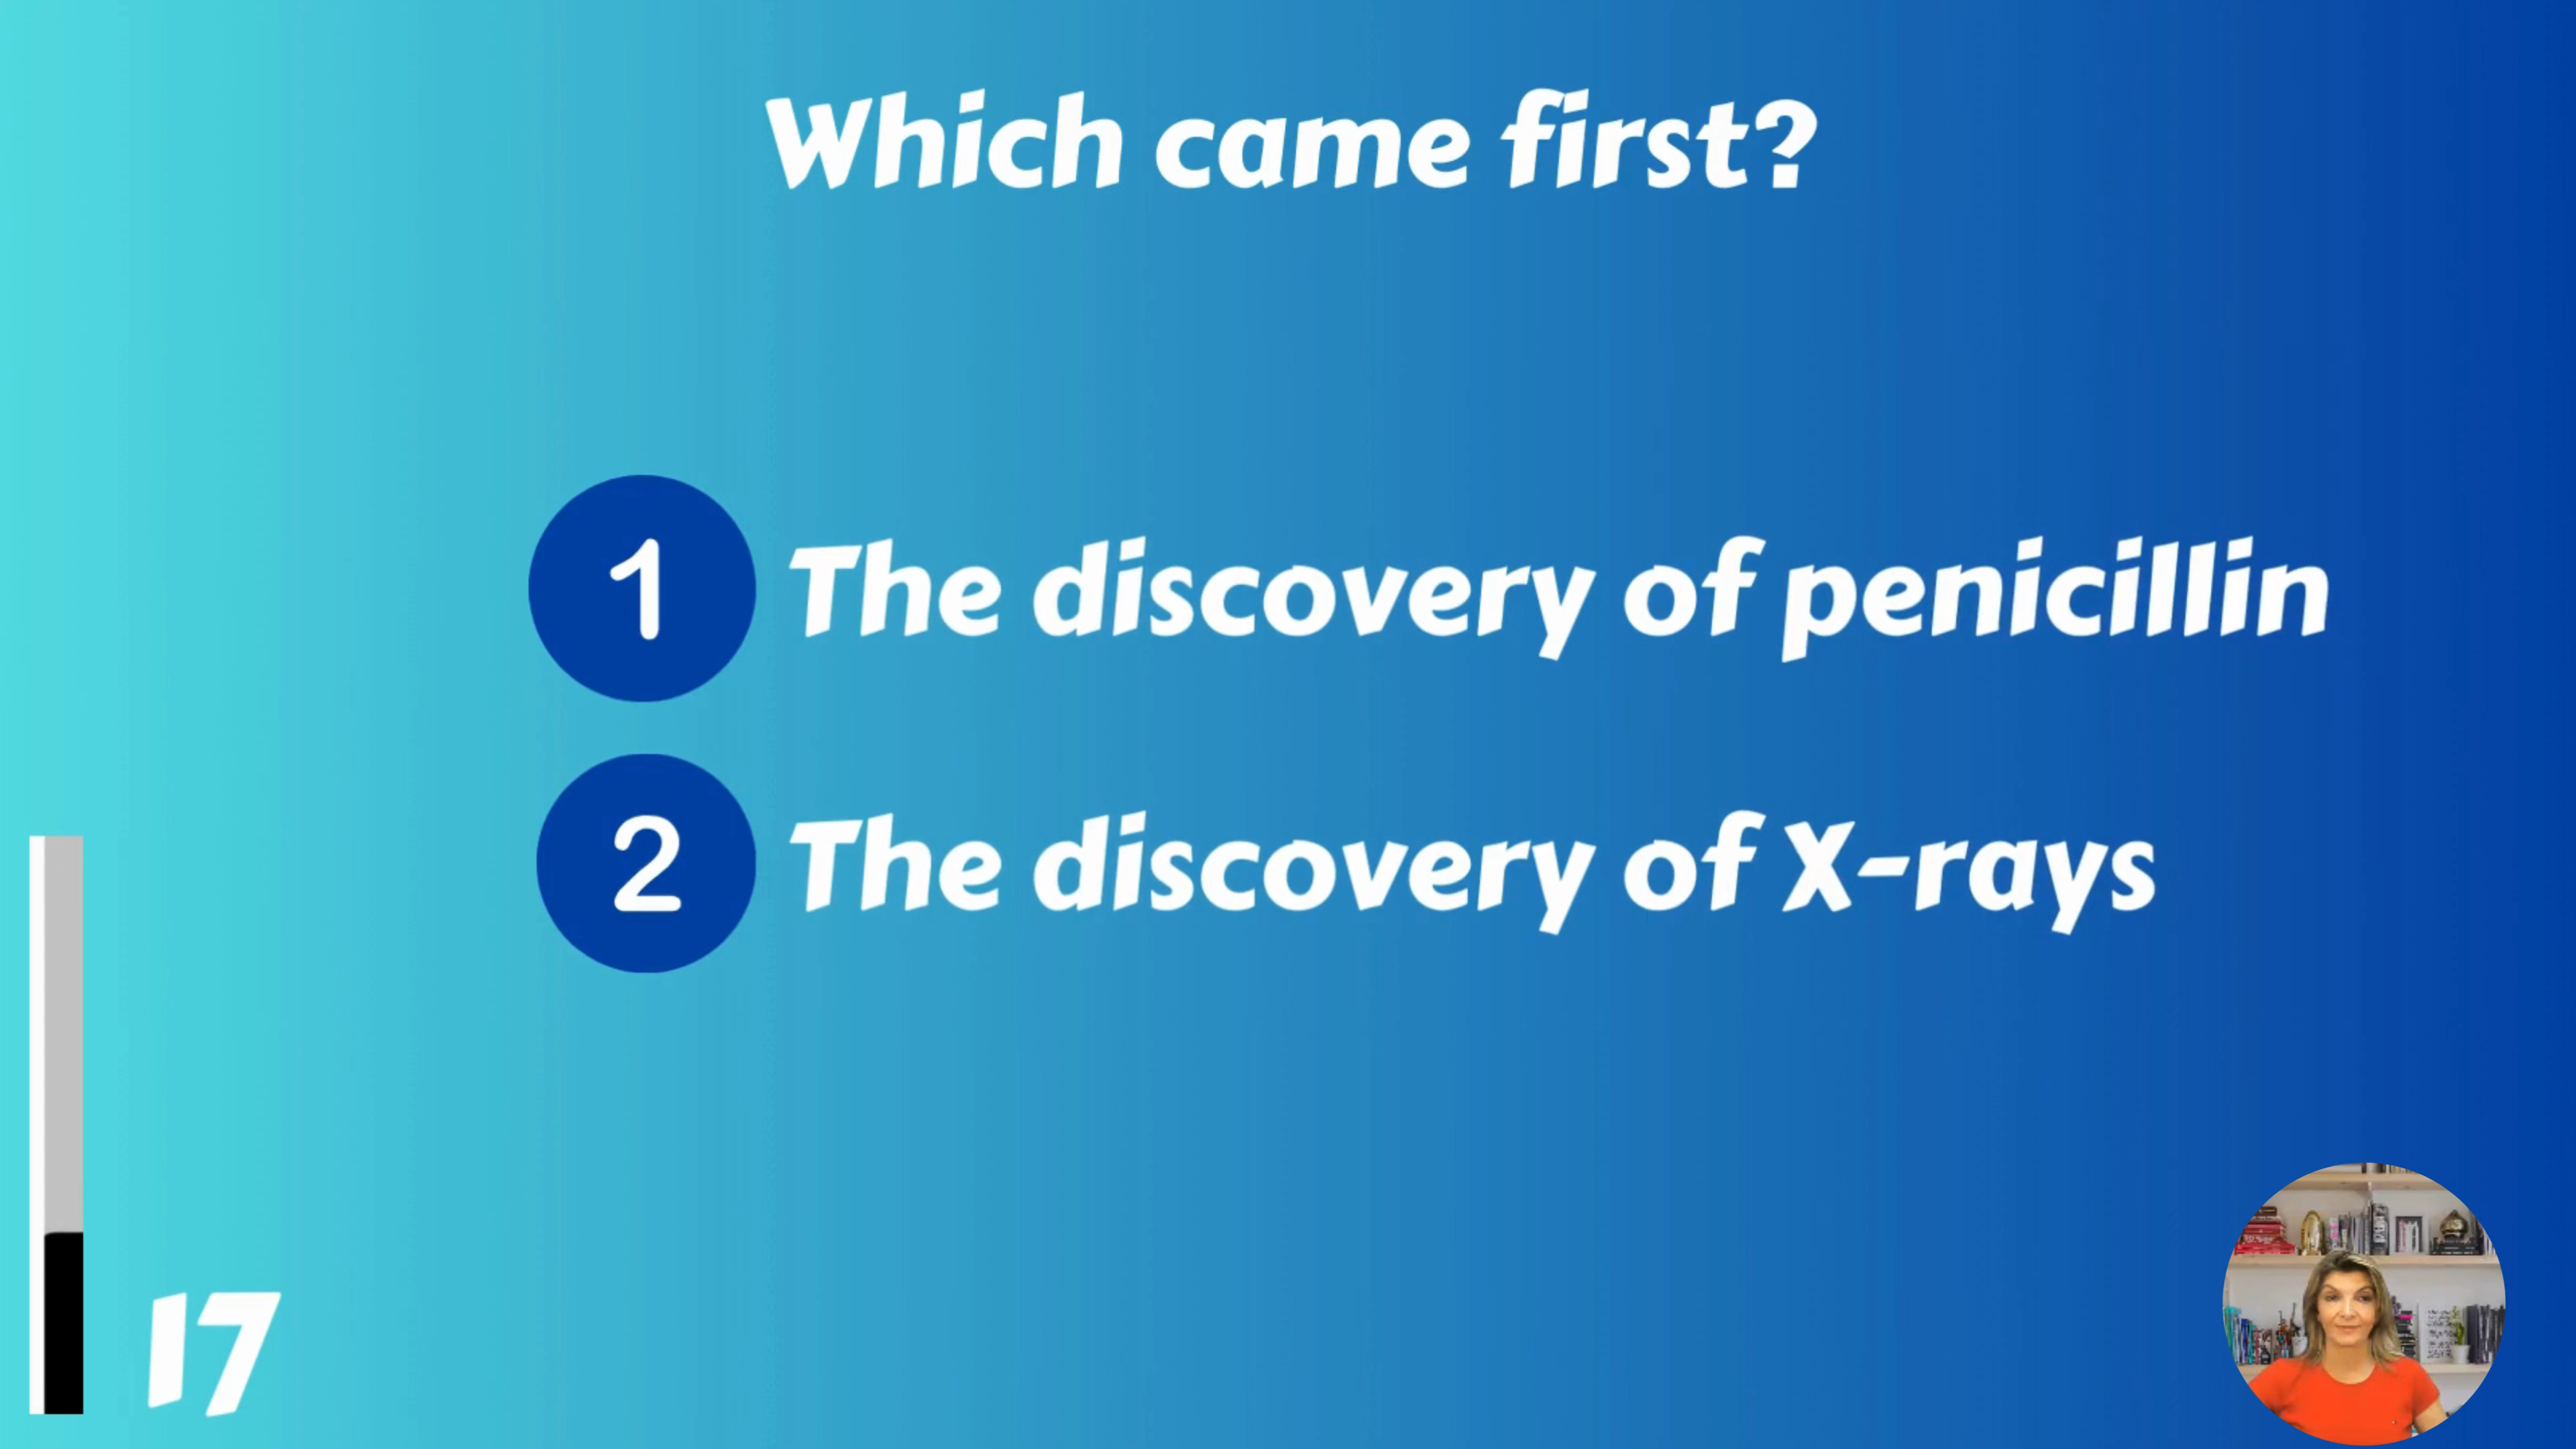 Which came first?
1 The discovery of penicillin
2 The discovery of X-rays
17